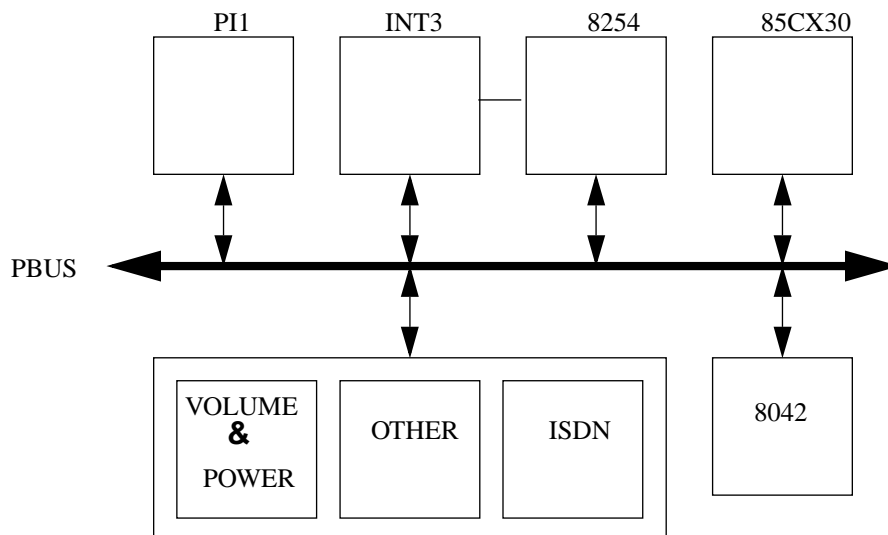 PI1
INT3
8254
85CX30
PBUS
VOLUME
&
POWER
OTHER
ISDN
8042